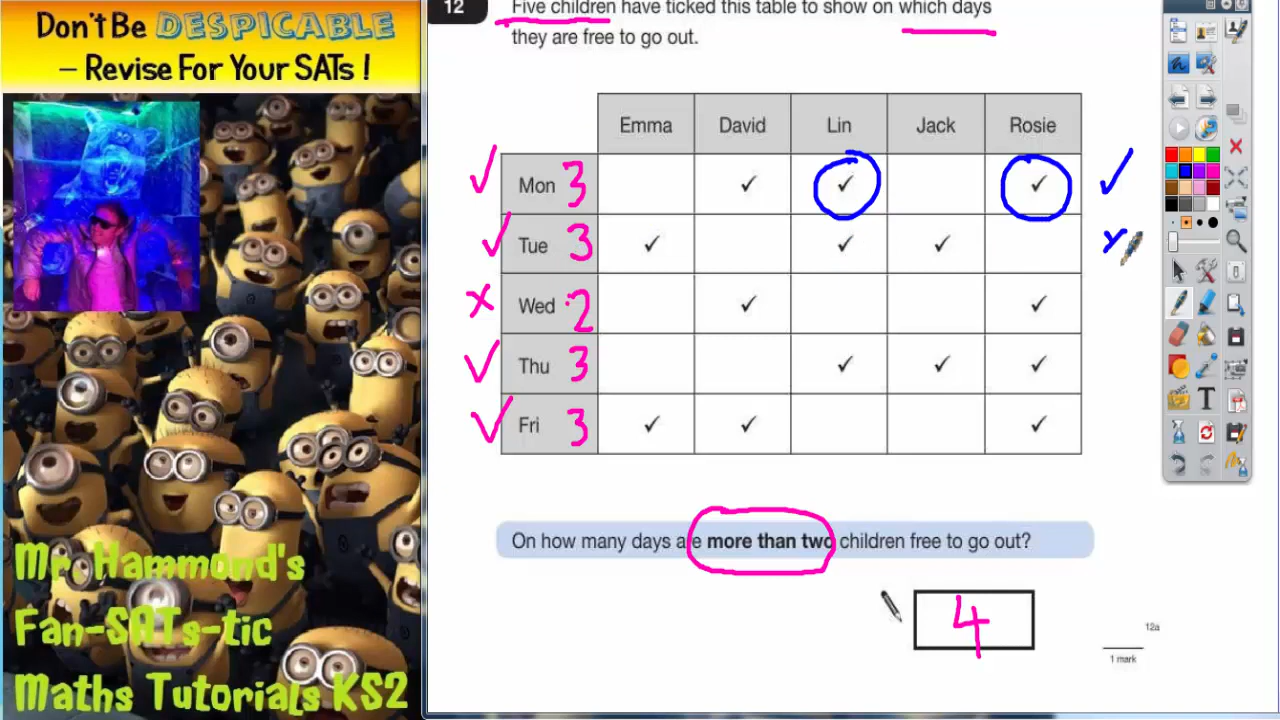 Don't Be DESPICABLE
– Revise For Your SATs !
Mr. Hammond's
Fan-SATs-tic
Maths Tutorials KS2
12 Five children have ticked this table to show on which days
they are free to go out.
Emma David Lin Jack Rosie
Mon 3 ✓ ✓ ✓
Tue 3 ✓ ✓ ✓
Wed 2 ✓ ✓
Thu 3 ✓ ✓ ✓
Fri 3 ✓ ✓ ✓
On how many days are more than two children free to go out?
4
12a
1 mark